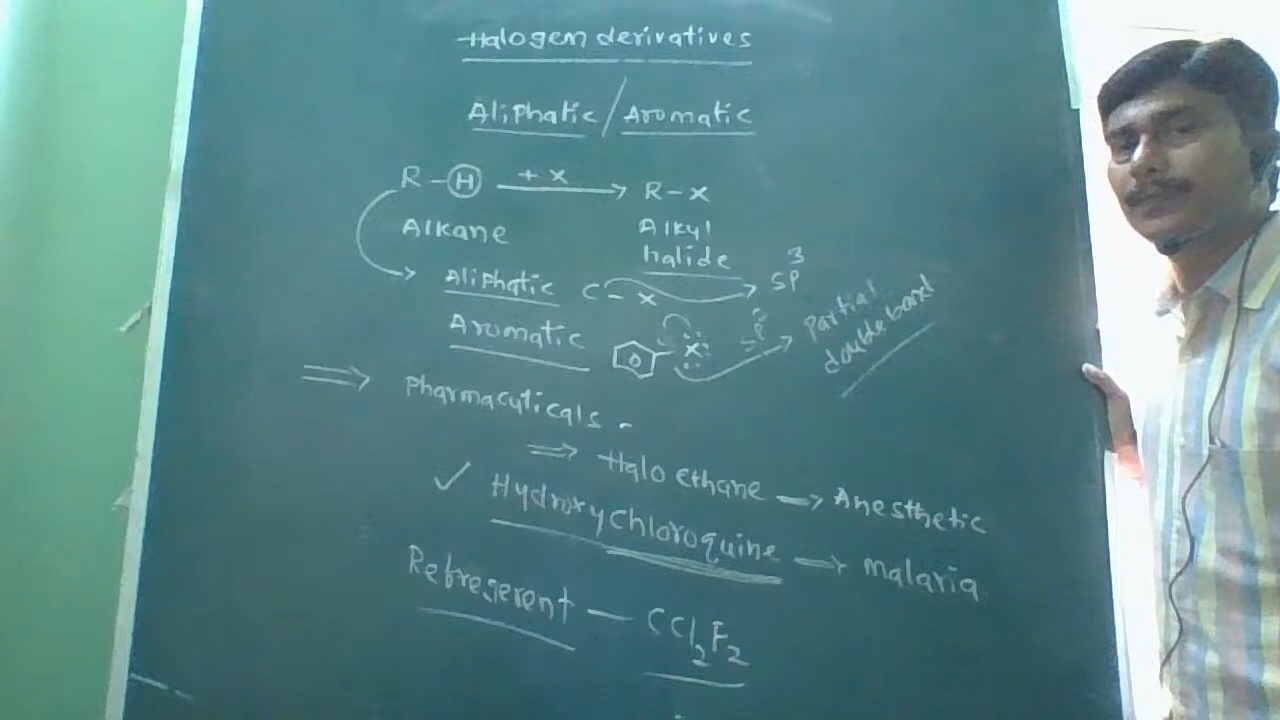 Halogen derivatives
Aliphatic / Aromatic
R - H + X → R - X
Alkane Alkyl
halide
Aliphatic C - X → SP³
Aromatic X SP² → Partial
double bond
⇒ Pharmacuticals -
⇒ Halo ethane → Anesthetic
✓ Hydroxychloroquine → malaria
Refregerent — CCl₂F₂